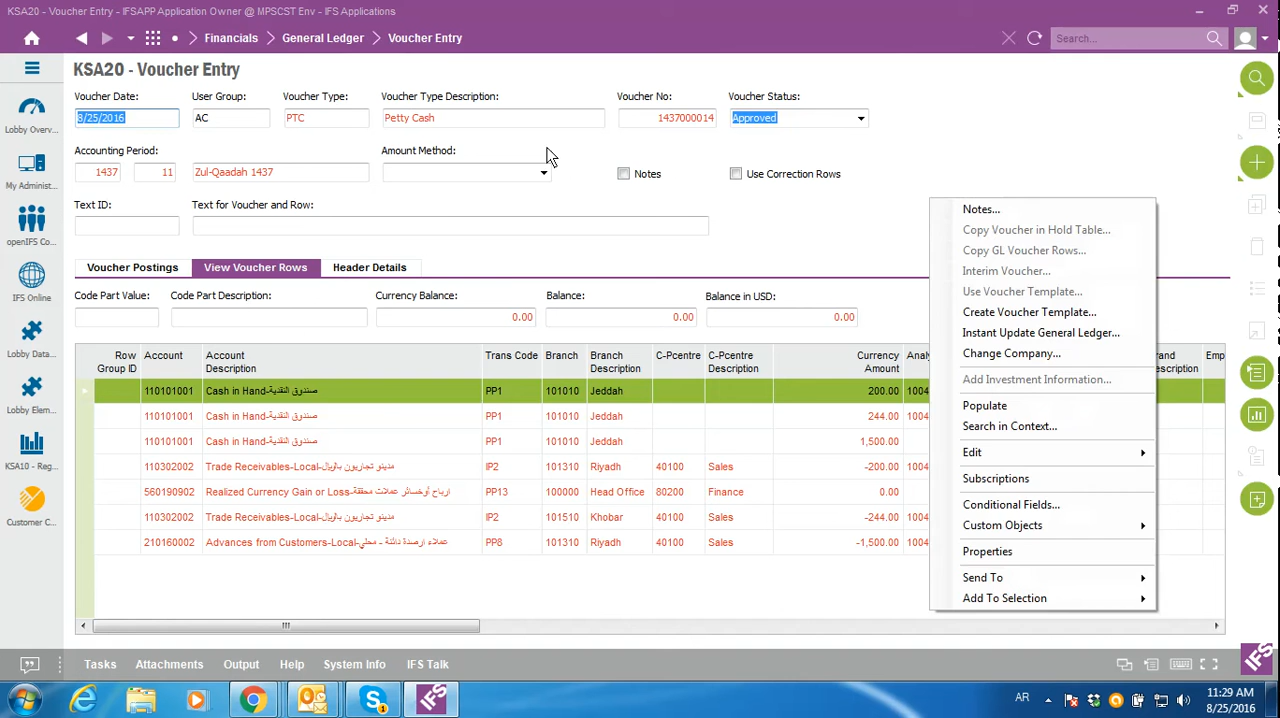 KSA20 - Voucher Entry - IFSAPP Application Owner @ MPSCST Env - IFS Applications
Financials > General Ledger > Voucher Entry
Search...
KSA20 - Voucher Entry
Voucher Date: User Group: Voucher Type: Voucher Type Description: Voucher No: Voucher Status:
8/25/2016 AC PTC Petty Cash 1437000014 Approved
Accounting Period: Amount Method:
1437 11 Zul-Qaadah 1437 Notes Use Correction Rows
Text ID: Text for Voucher and Row:
Voucher Postings View Voucher Rows Header Details
Code Part Value: Code Part Description: Currency Balance: Balance: Balance in USD:
0.00 0.00 0.00
Row Group ID Account Account Description Trans Code Branch Branch Description C-Pcentre C-Pcentre Description Currency Amount
110101001 Cash in Hand-صندوق النقدية PP1 101010 Jeddah 200.00 1004
110101001 Cash in Hand-صندوق النقدية PP1 101010 Jeddah 244.00
110101001 Cash in Hand-صندوق النقدية PP1 101010 Jeddah 1,500.00
110302002 Trade Receivables-Local-مدينو تجاريون بالريال IP2 101310 Riyadh 40100 Sales -200.00 1004
560190902 Realized Currency Gain or Loss-ارباح أوخسائر عملات محققة PP13 100000 Head Office 80200 Finance 0.00
110302002 Trade Receivables-Local-مدينو تجاريون بالريال IP2 101510 Khobar 40100 Sales -244.00
210160002 Advances from Customers-Local-عملاء ارصدة دائنة - محلي PP8 101310 Riyadh 40100 Sales -1,500.00
Notes...
Copy Voucher in Hold Table...
Copy GL Voucher Rows...
Interim Voucher...
Use Voucher Template...
Create Voucher Template...
Instant Update General Ledger...
Change Company...
Add Investment Information...
Populate
Search in Context...
Edit
Subscriptions
Conditional Fields...
Custom Objects
Properties
Send To
Add To Selection
Lobby Overv...
My Administ...
openIFS Co...
IFS Online
Lobby Data...
Lobby Elem...
KSA10 - Reg...
Customer C...
Tasks Attachments Output Help System Info IFS Talk
IFS
AR
11:29 AM
8/25/2016